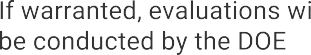 If warranted, evaluations wi
be conducted by the DOE